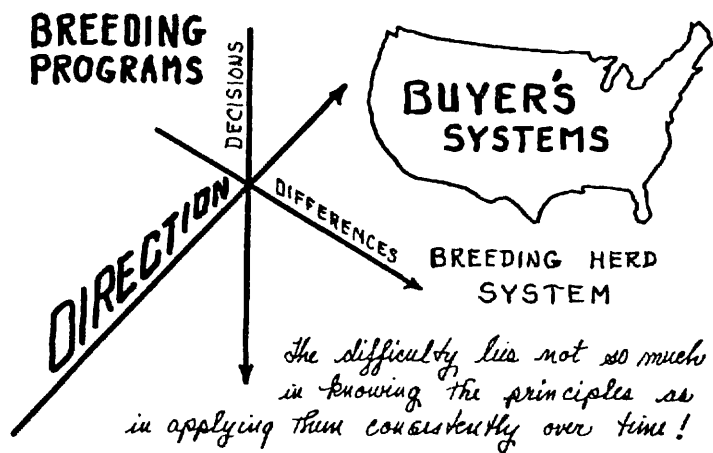 BREEDING
PROGRAMS
DECISIONS
BUYER'S
SYSTEMS
DIRECTION
DIFFERENCES
BREEDING HERD
SYSTEM
The difficulty lies not so much
in knowing the principles as
in applying them consistently over time!